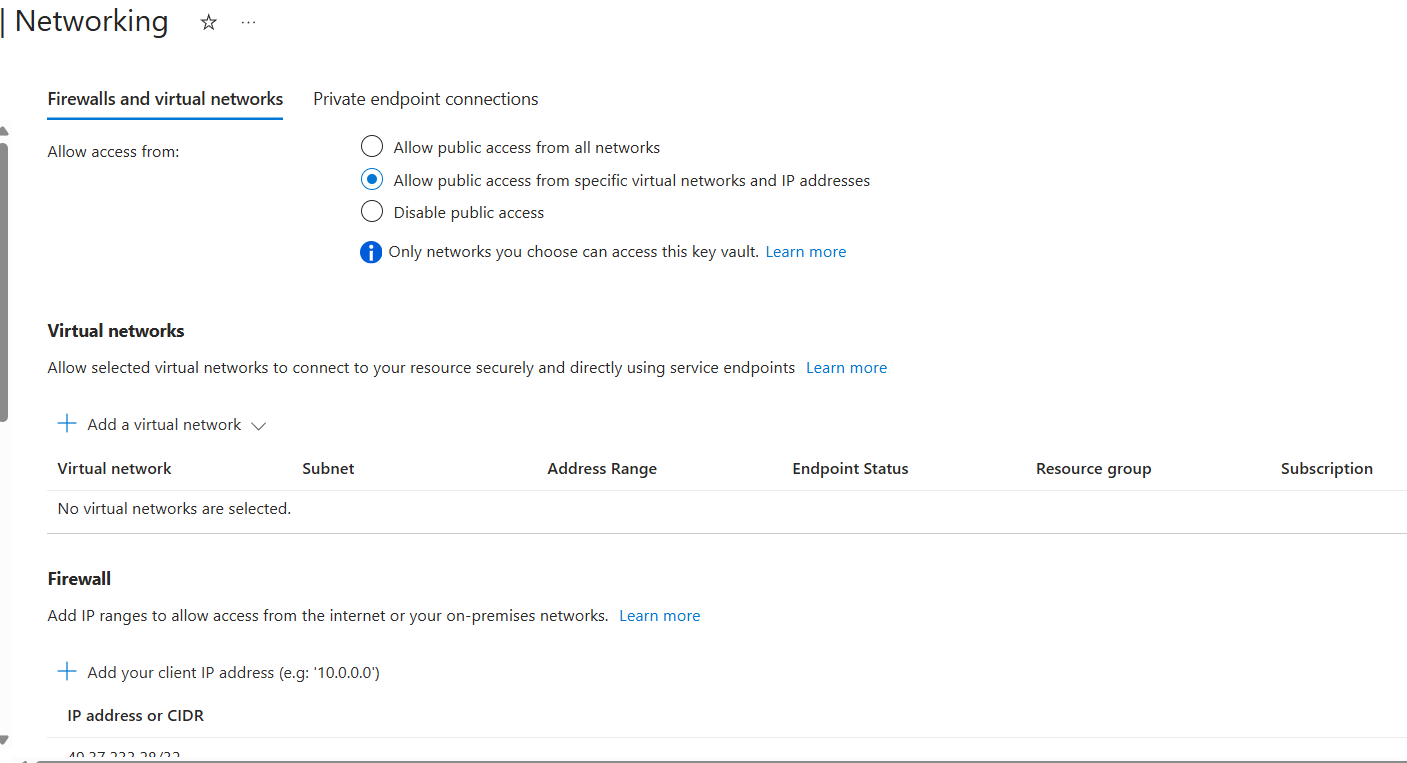 Networking
Firewalls and virtual networks Private endpoint connections
Allow access from:
Allow public access from all networks
Allow public access from specific virtual networks and IP addresses
Disable public access
Only networks you choose can access this key vault. Learn more
Virtual networks
Allow selected virtual networks to connect to your resource securely and directly using service endpoints Learn more
Add a virtual network
Virtual network Subnet Address Range Endpoint Status Resource group Subscription
No virtual networks are selected.
Firewall
Add IP ranges to allow access from the internet or your on-premises networks. Learn more
Add your client IP address (e.g: '10.0.0.0')
IP address or CIDR